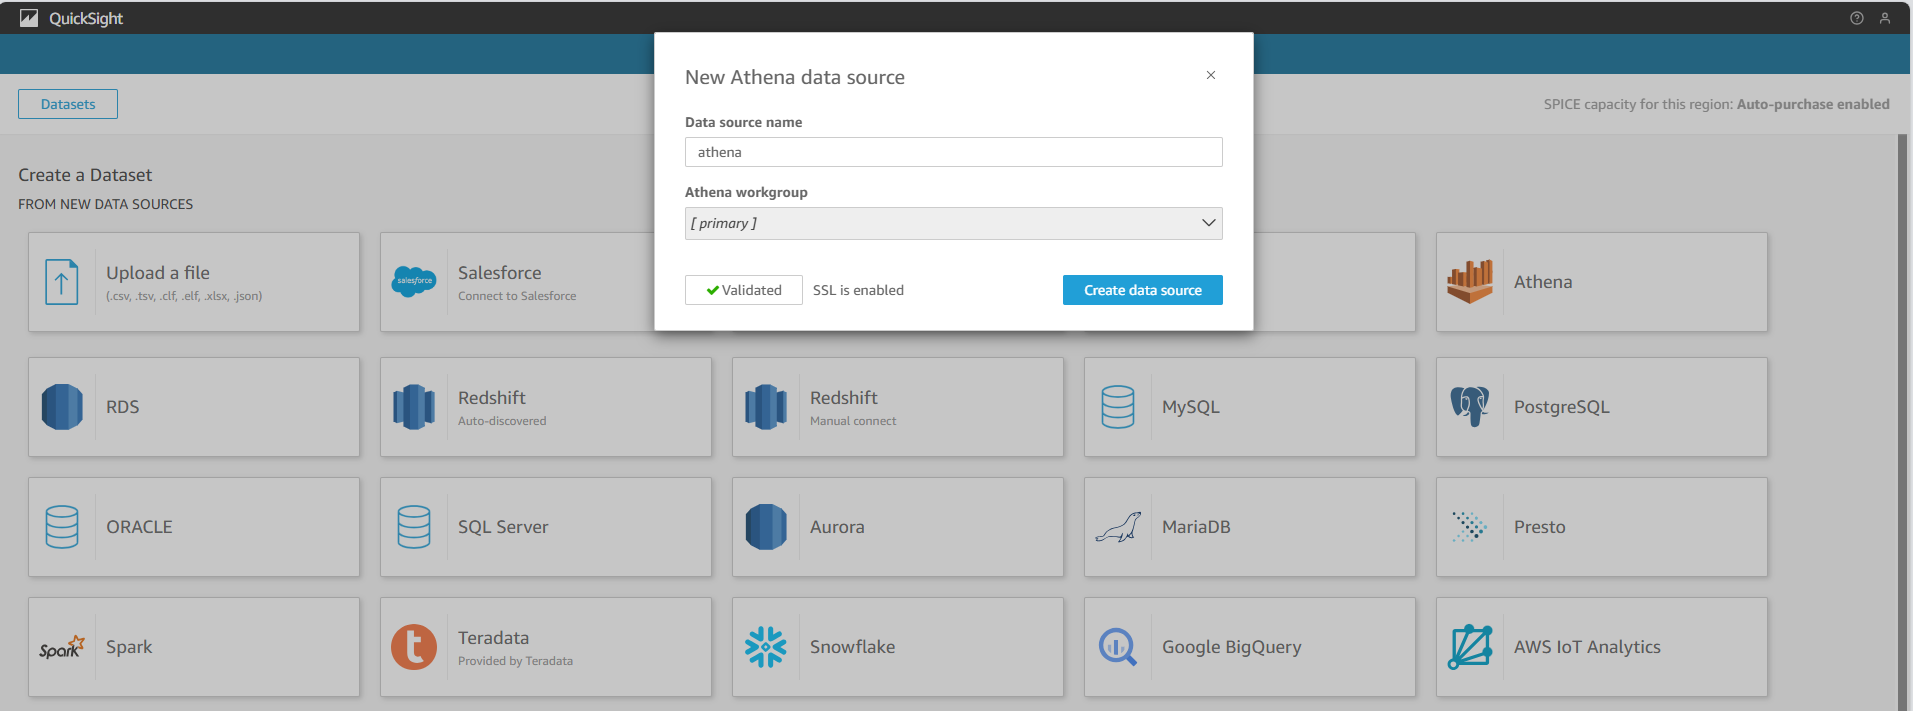 QuickSight
New Athena data source
Datasets
SPICE capacity for this region: Auto-purchase enabled
Data source name
athena
Create a Dataset
Athena workgroup
FROM NEW DATA SOURCES
[ primary ]
Upload a file
(.csv, .tsv, .clf, .elf, .xlsx, .json)
salesforce
Salesforce
Connect to Salesforce
Validated
SSL is enabled
Create data source
Athena
RDS
Redshift
Auto-discovered
Redshift
Manual connect
MySQL
PostgreSQL
ORACLE
SQL Server
Aurora
MariaDB
Presto
Spark
Spark
t
Teradata
Provided by Teradata
Snowflake
Google BigQuery
AWS IoT Analytics